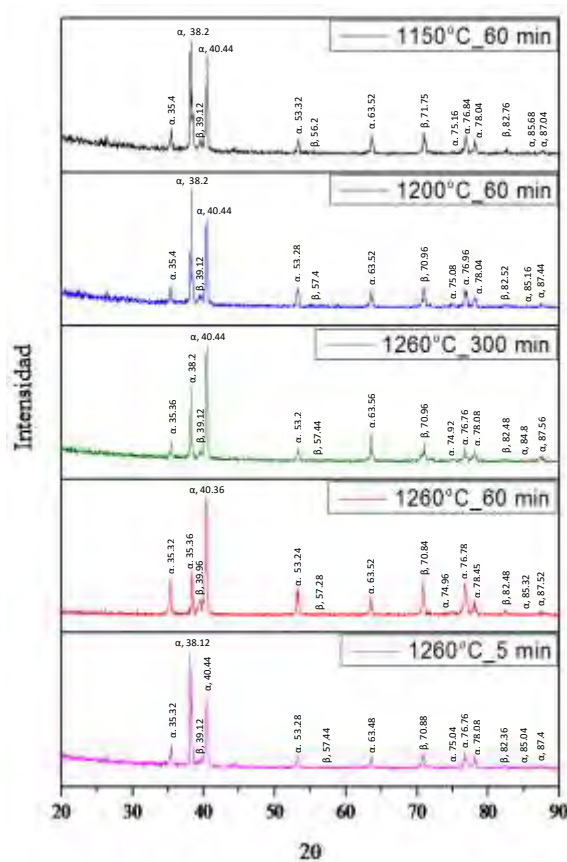 1150°C_60 min
α, 38.2
α, 40.44
α. 35.4
β, 39.12
α. 53.32
β, 56.2
α. 63.52
β, 71.75
α. 75.16
α. 76.84
α. 78.04
β, 82.76
α, 85.68
α, 87.04
1200°C_60 min
α, 38.2
α, 40.44
α. 35.4
β, 39.12
α. 53.28
β, 57.4
α. 63.52
β, 70.96
α. 75.08
α. 76.96
α. 78.04
β, 82.52
α, 85.16
α, 87.44
1260°C_300 min
α, 40.44
α, 38.2
α. 35.36
β, 39.12
α. 53.2
β, 57.44
α. 63.56
β, 70.96
α. 74.92
α. 76.76
α. 78.08
β, 82.48
α, 84.8
α, 87.56
1260°C_60 min
α, 40.36
α. 35.32
α. 35.36
β, 39.96
α. 53.24
β, 57.28
α. 63.52
β, 70.84
α. 74.96
α. 76.78
α. 78.45
β, 82.48
α, 85.32
α, 87.52
1260°C_5 min
α, 38.12
α, 40.44
α. 35.32
β, 39.12
α. 53.28
β, 57.44
α. 63.48
β, 70.88
α. 75.04
α. 76.76
α. 78.08
β, 82.36
α, 85.04
α, 87.4
Intensidad
20
30
40
50
60
70
80
90
2θ